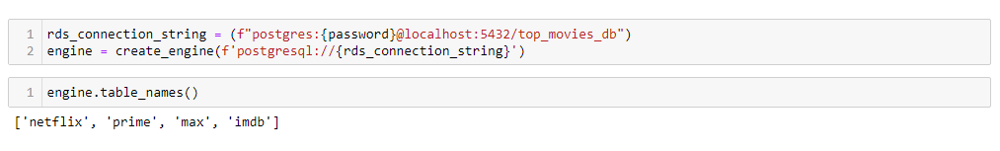 1 rds_connection_string = (f"postgres:{password}@localhost:5432/top_movies_db")
2 engine = create_engine(f'postgresql://{rds_connection_string}')
1 engine.table_names()
['netflix', 'prime', 'max', 'imdb']